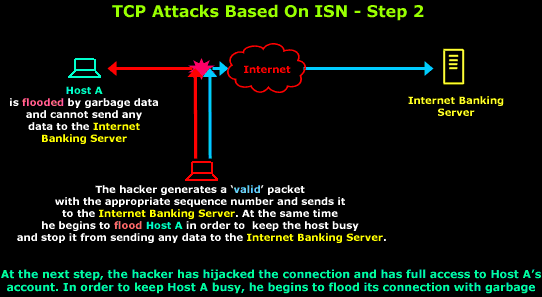 TCP Attacks Based On ISN - Step 2
Internet
Host A
is flooded by garbage data
and cannot send any
data to the Internet
Banking Server
Internet Banking
Server
The hacker generates a ‘valid’ packet
with the appropriate sequence number and sends it
to the Internet Banking Server. At the same time
he begins to flood Host A in order to keep the host busy
and stop it from sending any data to the Internet Banking Server.
At the next step, the hacker has hijacked the connection and has full access to Host A’s
account. In order to keep Host A busy, he begins to flood its connection with garbage